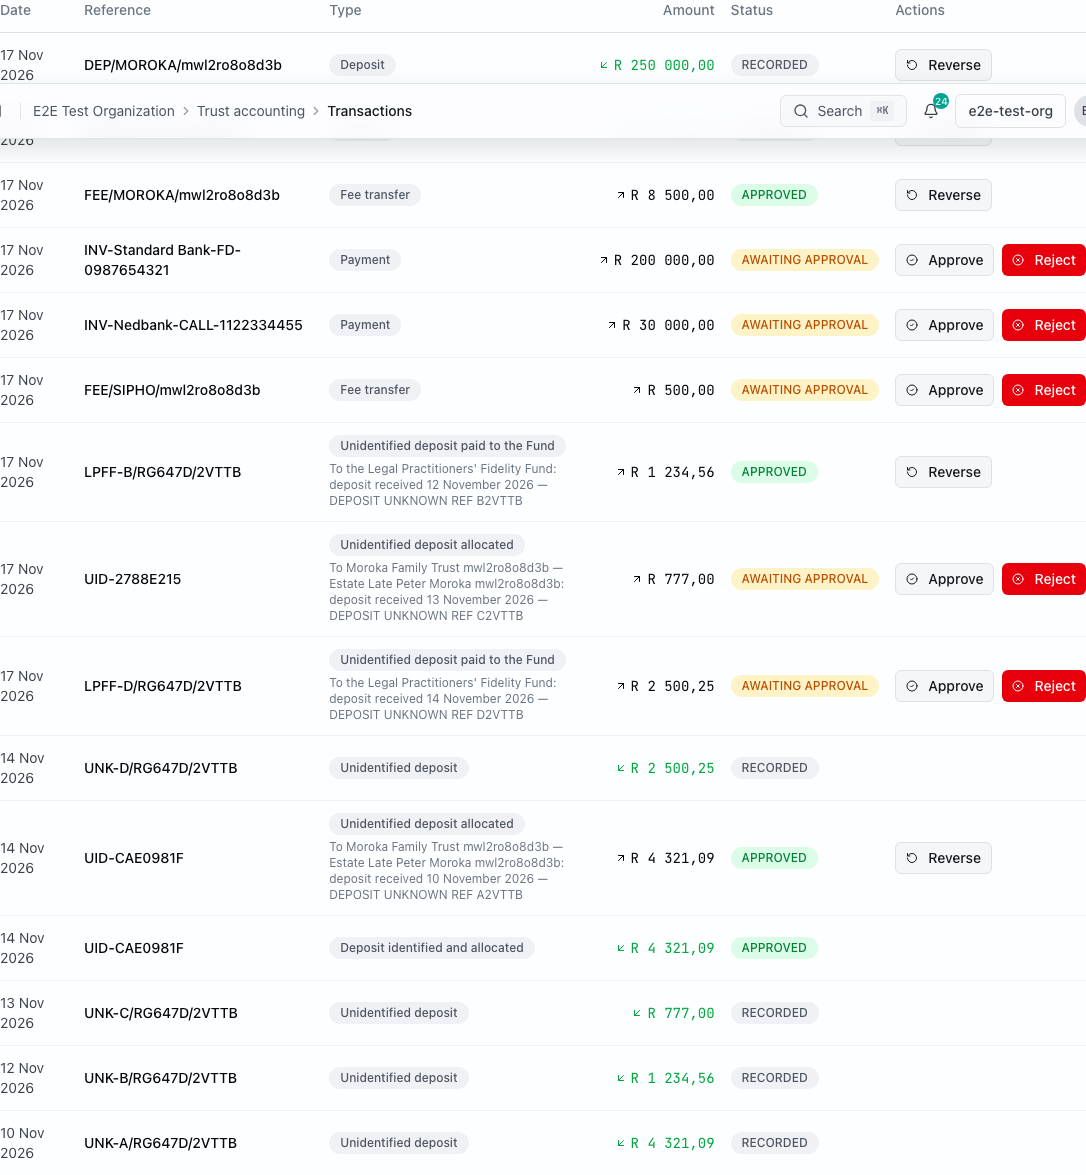 Date Reference Type Amount Status Actions
17 Nov
2026
DEP/MOROKA/mwl2ro8o8d3b Deposit R 250 000,00 RECORDED Reverse
E2E Test Organization > Trust accounting > Transactions Search ⌘K 24 e2e-test-org
2026
17 Nov
2026
FEE/MOROKA/mwl2ro8o8d3b Fee transfer R 8 500,00 APPROVED Reverse
17 Nov
2026
INV-Standard Bank-FD-
0987654321
Payment R 200 000,00 AWAITING APPROVAL Approve Reject
17 Nov
2026
INV-Nedbank-CALL-1122334455 Payment R 30 000,00 AWAITING APPROVAL Approve Reject
17 Nov
2026
FEE/SIPHO/mwl2ro8o8d3b Fee transfer R 500,00 AWAITING APPROVAL Approve Reject
17 Nov
2026
LPFF-B/RG647D/2VTTB
Unidentified deposit paid to the Fund
To the Legal Practitioners' Fidelity Fund:
deposit received 12 November 2026 —
DEPOSIT UNKNOWN REF B2VTTB
R 1 234,56 APPROVED Reverse
17 Nov
2026
UID-2788E215
Unidentified deposit allocated
To Moroka Family Trust mwl2ro8o8d3b —
Estate Late Peter Moroka mwl2ro8o8d3b:
deposit received 13 November 2026 —
DEPOSIT UNKNOWN REF C2VTTB
R 777,00 AWAITING APPROVAL Approve Reject
17 Nov
2026
LPFF-D/RG647D/2VTTB
Unidentified deposit paid to the Fund
To the Legal Practitioners' Fidelity Fund:
deposit received 14 November 2026 —
DEPOSIT UNKNOWN REF D2VTTB
R 2 500,25 AWAITING APPROVAL Approve Reject
14 Nov
2026
UNK-D/RG647D/2VTTB Unidentified deposit R 2 500,25 RECORDED
14 Nov
2026
UID-CAE0981F
Unidentified deposit allocated
To Moroka Family Trust mwl2ro8o8d3b —
Estate Late Peter Moroka mwl2ro8o8d3b:
deposit received 10 November 2026 —
DEPOSIT UNKNOWN REF A2VTTB
R 4 321,09 APPROVED Reverse
14 Nov
2026
UID-CAE0981F Deposit identified and allocated R 4 321,09 APPROVED
13 Nov
2026
UNK-C/RG647D/2VTTB Unidentified deposit R 777,00 RECORDED
12 Nov
2026
UNK-B/RG647D/2VTTB Unidentified deposit R 1 234,56 RECORDED
10 Nov
2026
UNK-A/RG647D/2VTTB Unidentified deposit R 4 321,09 RECORDED